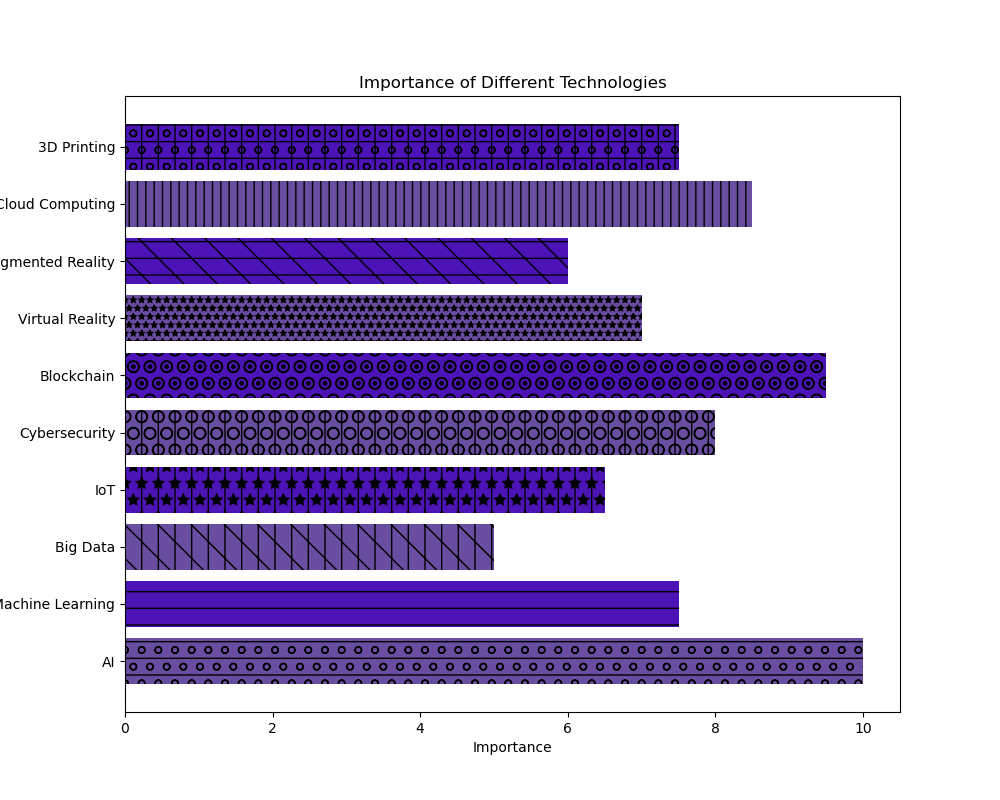 Importance of Different Technologies
3D Printing
Cloud Computing
gmented Reality
Virtual Reality
Blockchain
Cybersecurity
IoT
Big Data
Machine Learning
AI
0 2 4 6 8 10
Importance